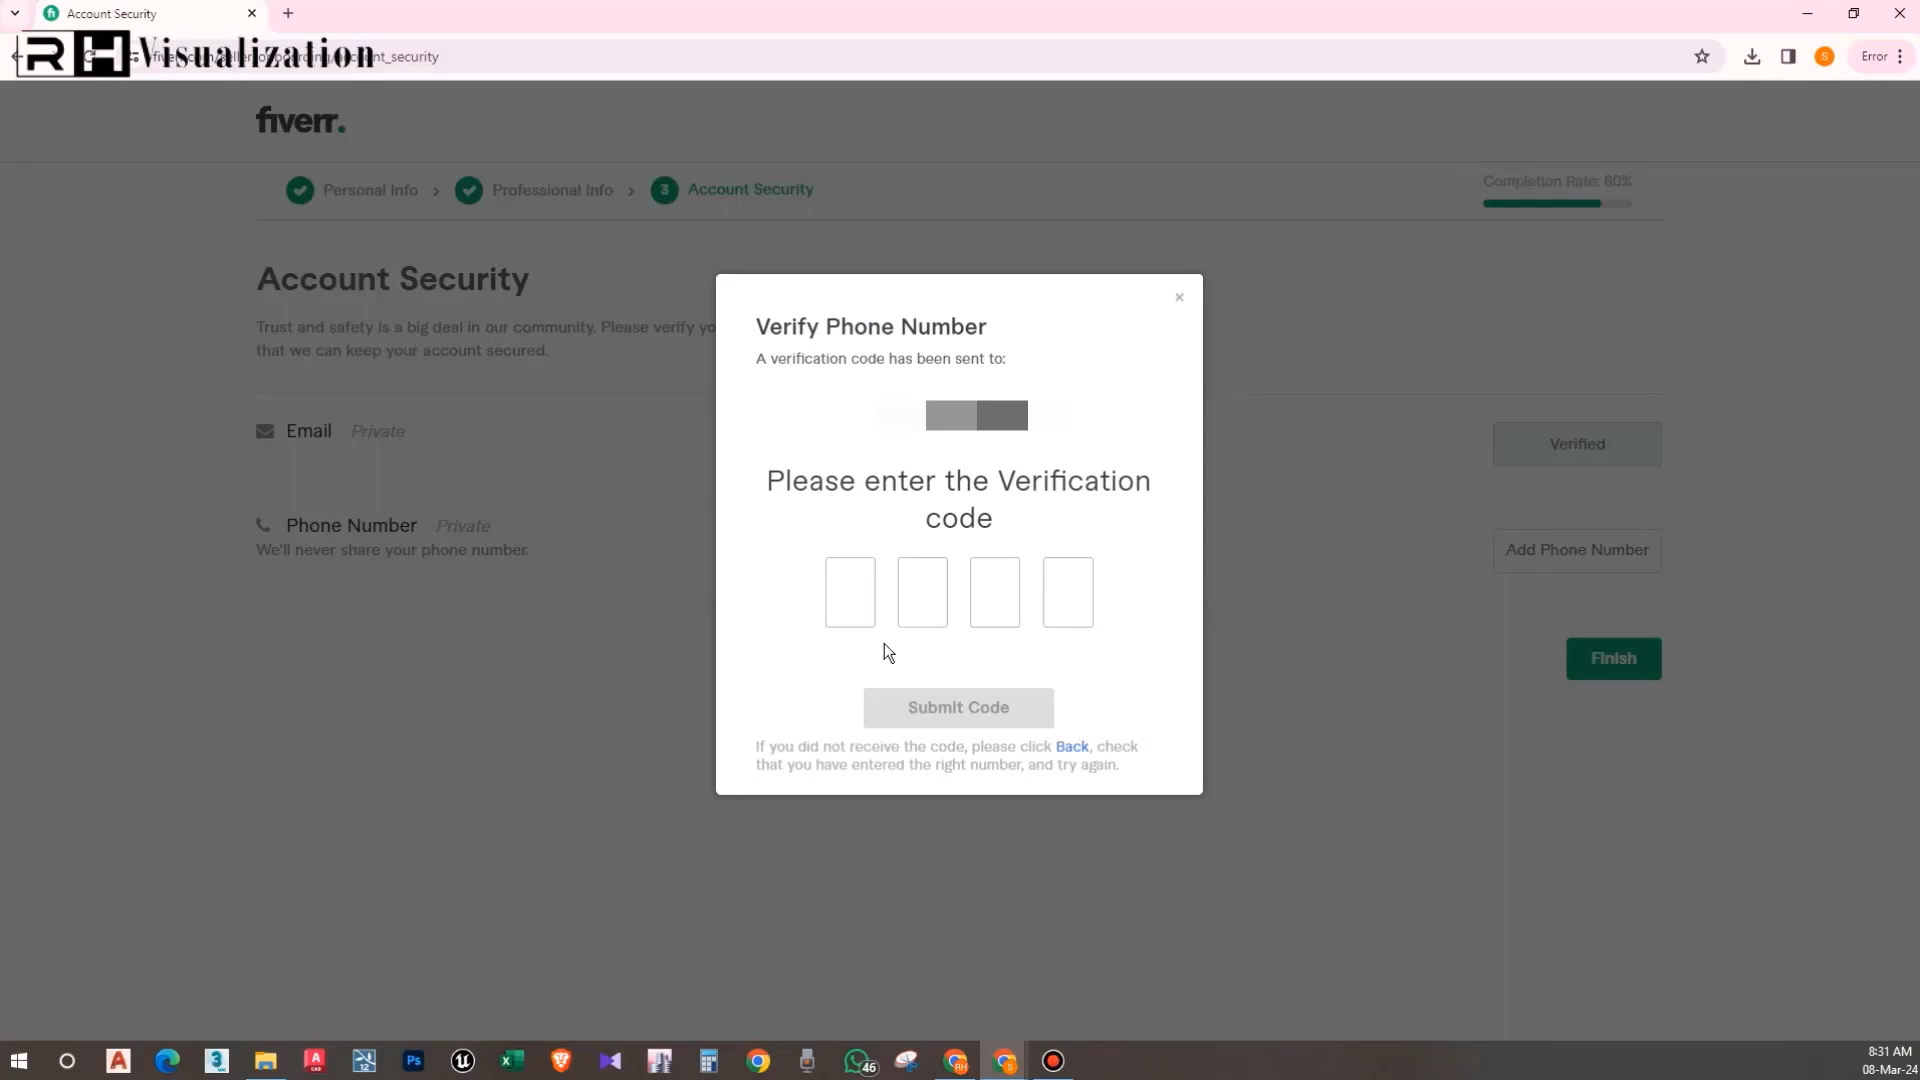 Account Security
RH Visualization
account_security
Error
fiverr.
Personal Info
Professional Info
3
Account Security
Completion Rate: 80%
Account Security
Trust and safety is a big deal in our community. Please verify yo
that we can keep your account secured.
Email Private
Verified
Phone Number Private
We'll never share your phone number.
Add Phone Number
Finish
Verify Phone Number
A verification code has been sent to:
Please enter the Verification
code
Submit Code
If you did not receive the code, please click Back, check
that you have entered the right number, and try again.
46
8:31 AM
08-Mar-24